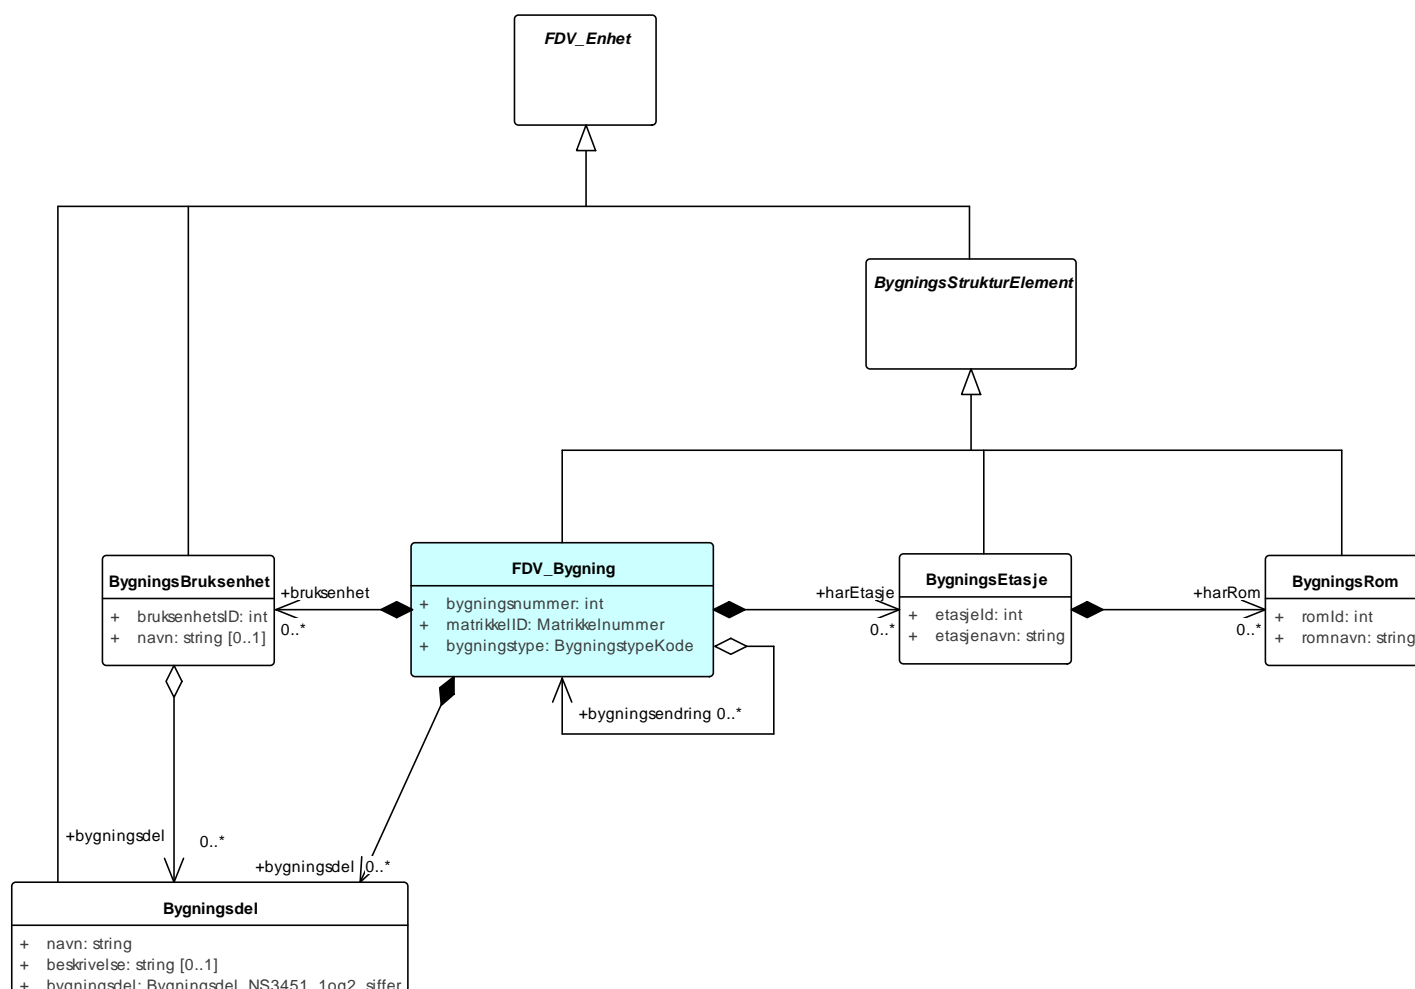 FDV_Enhet
BygningsStrukturElement
BygningsBruksenhet
+ bruksenhetsID: int
+ navn: string [0..1]
+bruksenhet
0..*
FDV_Bygning
+ bygningsnummer: int
+ matrikkelID: Matrikkelnummer
+ bygningstype: BygningstypeKode
+harEtasje
0..*
BygningsEtasje
+ etasjeId: int
+ etasjenavn: string
+harRom
0..*
BygningsRom
+ romId: int
+ romnavn: string
+bygningsendring 0..*
+bygningsdel
0..*
+bygningsdel
0..*
Bygningsdel
+ navn: string
+ beskrivelse: string [0..1]
+ bygningsdel: Bygningsdel_NS3451_1og2_siffer